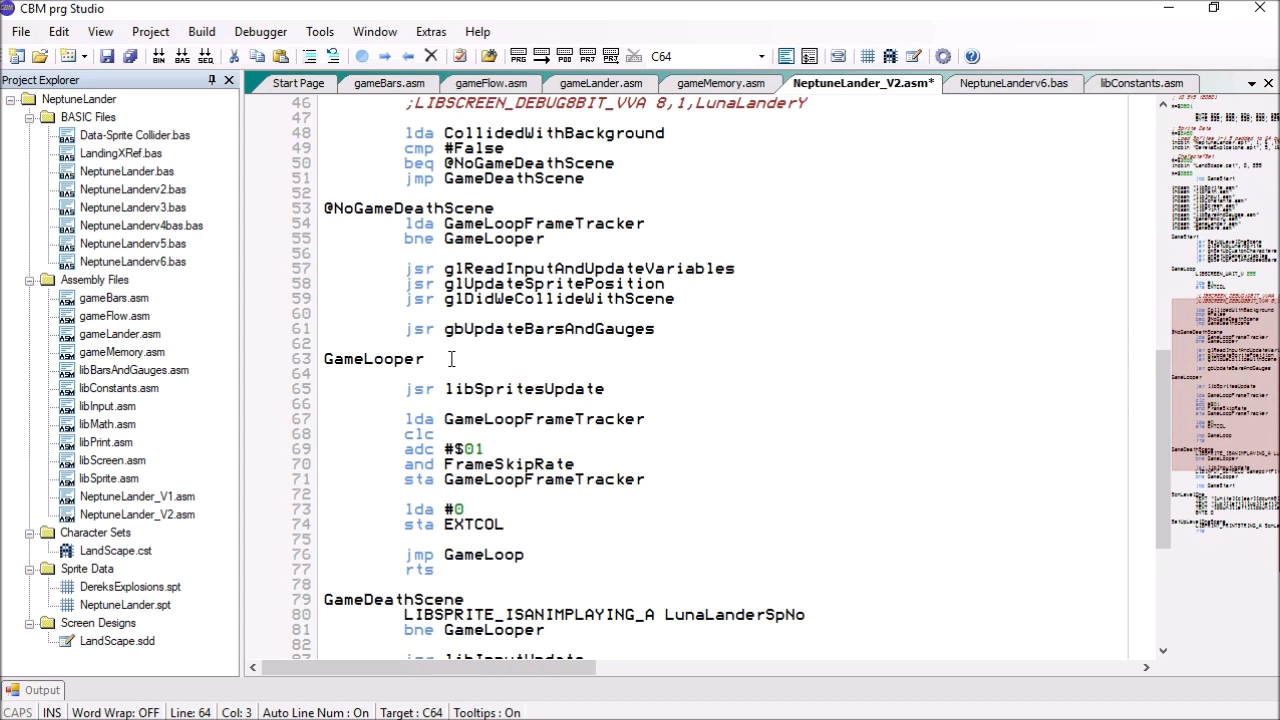 CBM prg Studio
File Edit View Project Build Debugger Tools Window Extras Help
C64
Project Explorer
Start Page gameBars.asm gameFlow.asm gameLander.asm gameMemory.asm NeptuneLander_V2.asm* NeptuneLanderv6.bas libConstants.asm
NeptuneLander
BASIC Files
Data-Sprite Collider.bas
LandingXRef.bas
NeptuneLander.bas
NeptuneLanderv2.bas
NeptuneLanderv3.bas
NeptuneLanderv4bas.bas
NeptuneLanderv5.bas
NeptuneLanderv6.bas
Assembly Files
gameBars.asm
gameFlow.asm
gameLander.asm
gameMemory.asm
libBarsAndGauges.asm
libConstants.asm
libInput.asm
libMath.asm
libPrint.asm
libScreen.asm
libSprite.asm
NeptuneLander_V1.asm
NeptuneLander_V2.asm
Character Sets
LandScape.cst
Sprite Data
DereksExplosions.spt
NeptuneLander.spt
Screen Designs
LandScape.sdd
46 ;LIBSCREEN_DEBUG8BIT_VVA 8,1,LunaLanderY
47
48 lda CollidedWithBackground
49 cmp #False
50 beq @NoGameDeathScene
51 jmp GameDeathScene
52
53 @NoGameDeathScene
54 lda GameLoopFrameTracker
55 bne GameLooper
56
57 jsr glReadInputAndUpdateVariables
58 jsr glUpdateSpritePosition
59 jsr glDidWeCollideWithScene
60
61 jsr gbUpdateBarsAndGauges
62
63 GameLooper
64
65 jsr libSpritesUpdate
66
67 lda GameLoopFrameTracker
68 clc
69 adc #$01
70 and FrameSkipRate
71 sta GameLoopFrameTracker
72
73 lda #0
74 sta EXTCOL
75
76 jmp GameLoop
77 rts
78
79 GameDeathScene
80 LIBSPRITE_ISANIMPLAYING_A LunaLanderSpNo
81 bne GameLooper
82
83 jsr libInputUpdate
Output
CAPS INS Word Wrap: OFF Line: 64 Col: 3 Auto Line Num : On Target : C64 Tooltips : On